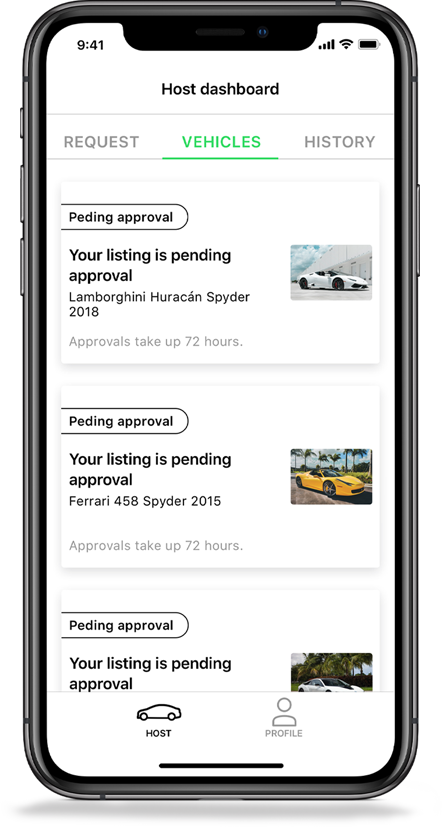 9:41
Host dashboard
REQUEST VEHICLES HISTORY
Peding approval
Your listing is pending
approval
Lamborghini Huracán Spyder
2018
Approvals take up 72 hours.
Peding approval
Your listing is pending
approval
Ferrari 458 Spyder 2015
Approvals take up 72 hours.
Peding approval
Your listing is pending
approval
HOST PROFILE